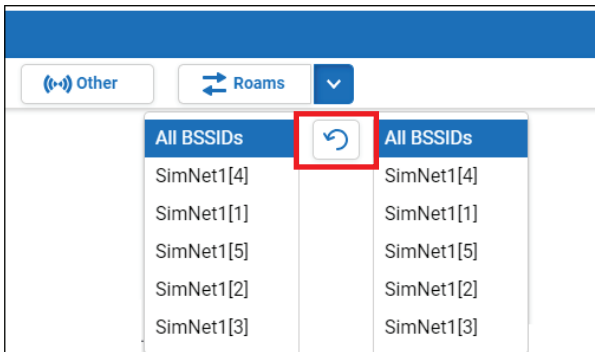 Other
Roams
All BSSIDs
All BSSIDs
SimNet1[4]
SimNet1[4]
SimNet1[1]
SimNet1[1]
SimNet1[5]
SimNet1[5]
SimNet1[2]
SimNet1[2]
SimNet1[3]
SimNet1[3]